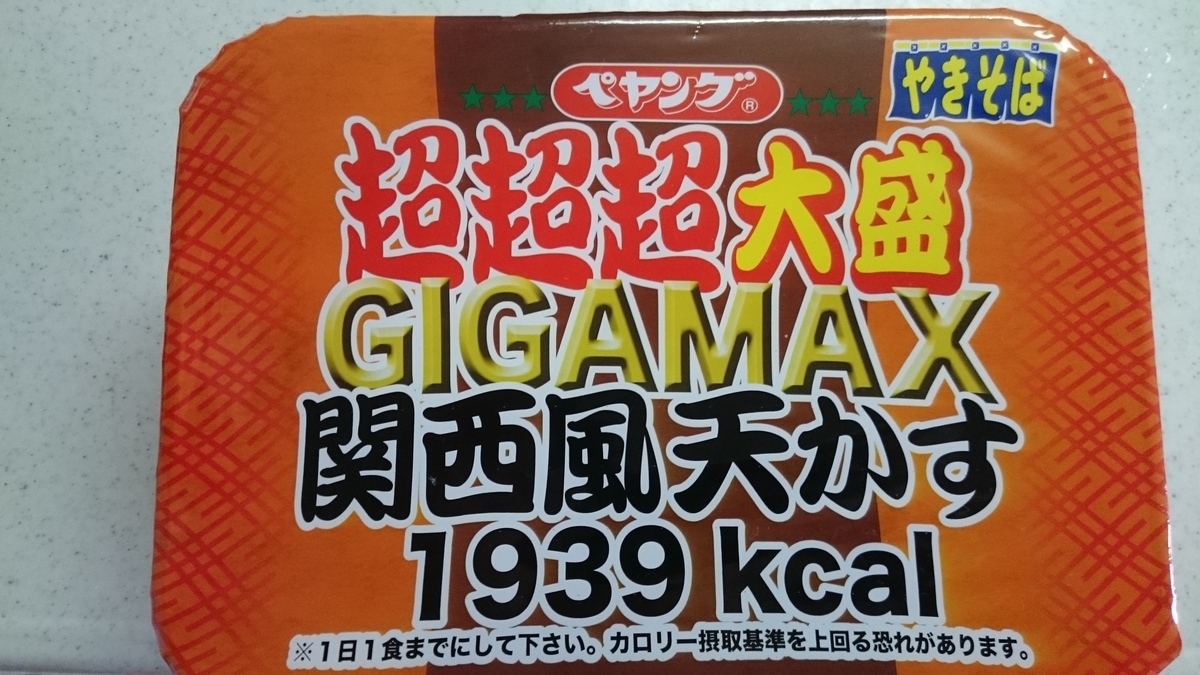 ペヤング®
やきそば
超超超大盛
GIGAMAX
関西風天かす
1939 kcal
※1日1食までにして下さい。カロリー摂取基準を上回る恐れがあります。